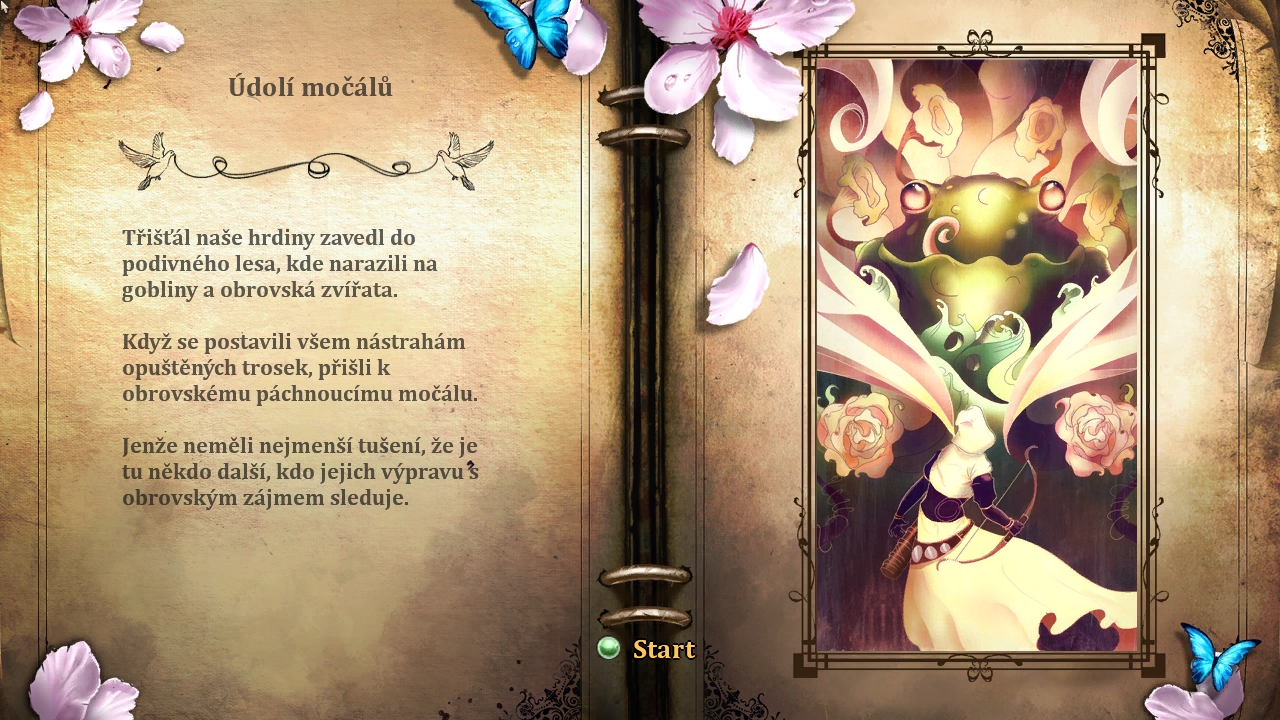 Údolí močálů
Třišťál naše hrdiny zavedl do
podivného lesa, kde narazili na
gobliny a obrovská zvířata.
Když se postavili všem nástrahám
opuštěných trosek, přišli k
obrovskému páchnoucímu močálu.
Jenže neměli nejmenší tušení, že je
tu někdo další, kdo jejich výpravu s
obrovským zájmem sleduje.
Start